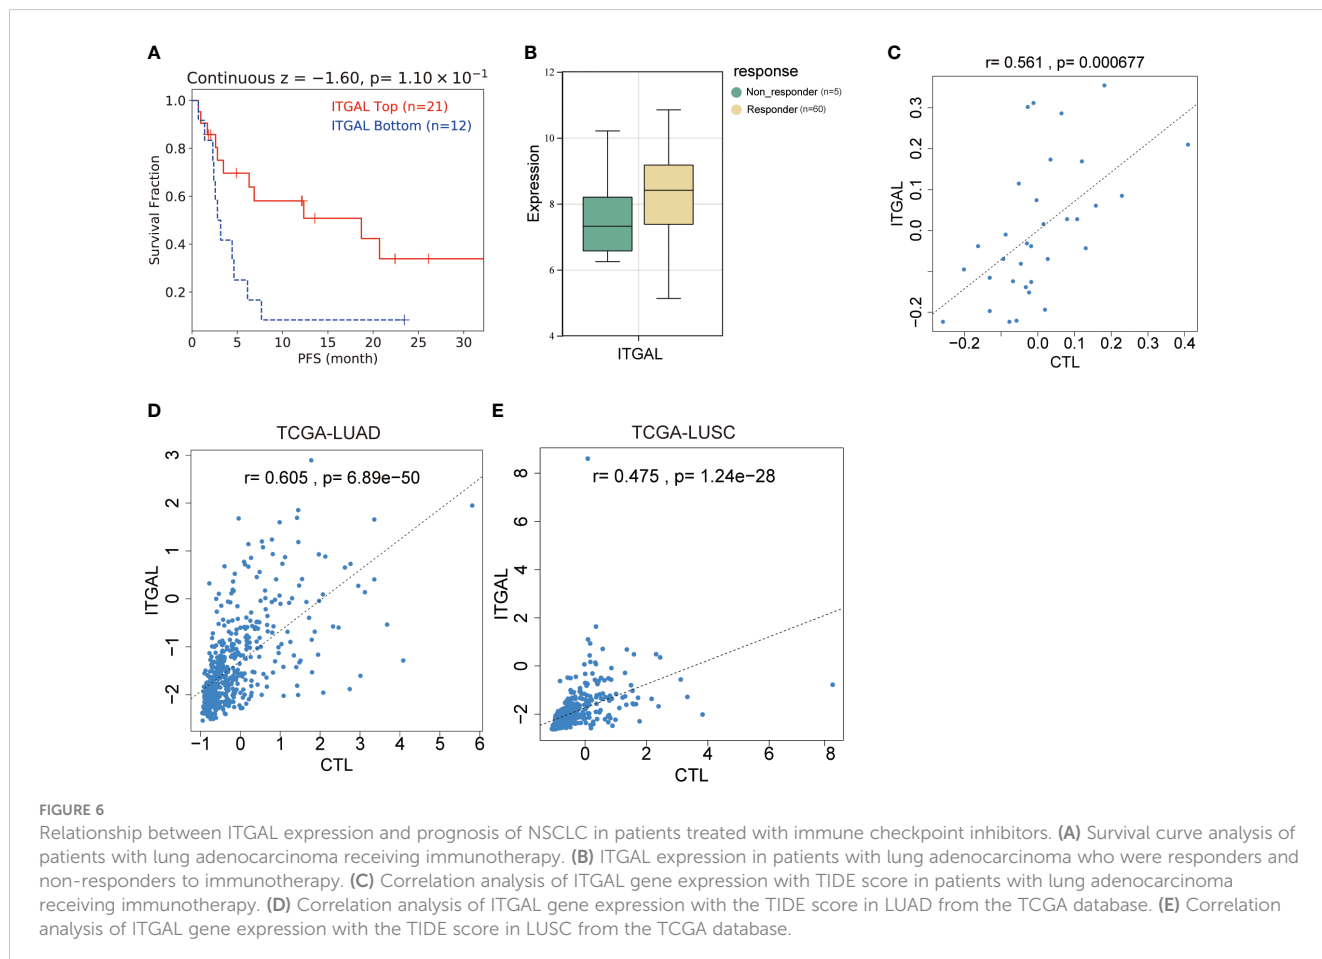 A
Continuous z = −1.60, p= 1.10 × 10⁻¹
ITGAL Top (n=21)
ITGAL Bottom (n=12)
Survival Fraction
1.0
0.8
0.6
0.4
0.2
0 5 10 15 20 25 30
PFS (month)
B
Expression
12
10
8
6
4
ITGAL
response
Non_responder (n=5)
Responder (n=60)
C
r= 0.561 , p= 0.000677
ITGAL
0.3
0.2
0.1
0.0
−0.2
−0.2 0.0 0.1 0.2 0.3 0.4
CTL
D
TCGA-LUAD
r= 0.605 , p= 6.89e−50
ITGAL
3
2
1
0
−1
−2
−1 0 1 2 3 4 5 6
CTL
E
TCGA-LUSC
r= 0.475 , p= 1.24e−28
ITGAL
8
6
4
2
0
−2
0 2 4 6 8
CTL
FIGURE 6
Relationship between ITGAL expression and prognosis of NSCLC in patients treated with immune checkpoint inhibitors. (A) Survival curve analysis of
patients with lung adenocarcinoma receiving immunotherapy. (B) ITGAL expression in patients with lung adenocarcinoma who were responders and
non-responders to immunotherapy. (C) Correlation analysis of ITGAL gene expression with TIDE score in patients with lung adenocarcinoma
receiving immunotherapy. (D) Correlation analysis of ITGAL gene expression with the TIDE score in LUAD from the TCGA database. (E) Correlation
analysis of ITGAL gene expression with the TIDE score in LUSC from the TCGA database.